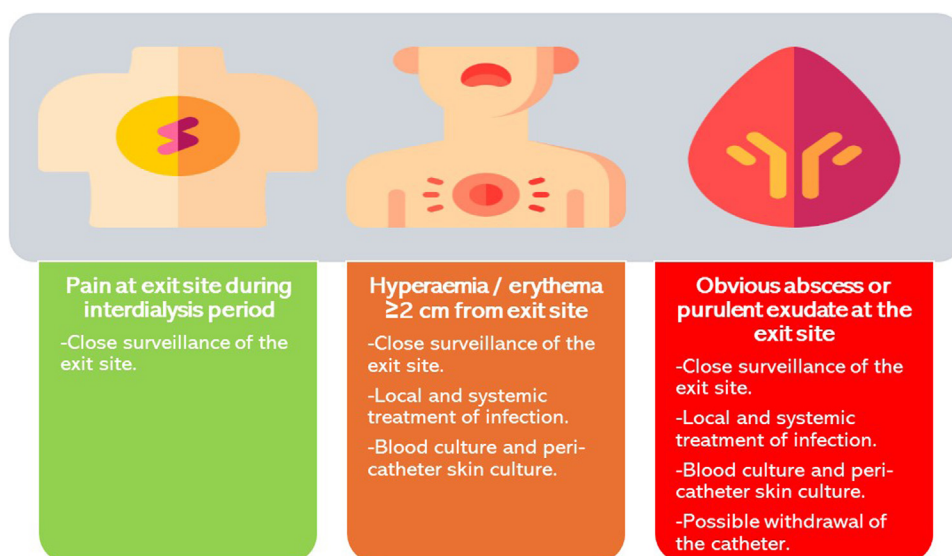 Pain at exit site during
interdialysis period
-Close surveillance of the
exit site.
Hyperaemia / erythema
≥2 cm from exit site
-Close surveillance of the
exit site.
-Local and systemic
treatment of infection.
-Blood culture and peri-
catheter skin culture.
Obvious abscess or
purulent exudate at the
exit site
-Close surveillance of the
exit site.
-Local and systemic
treatment of infection.
-Blood culture and peri-
catheter skin culture.
-Possible withdrawal of
the catheter.